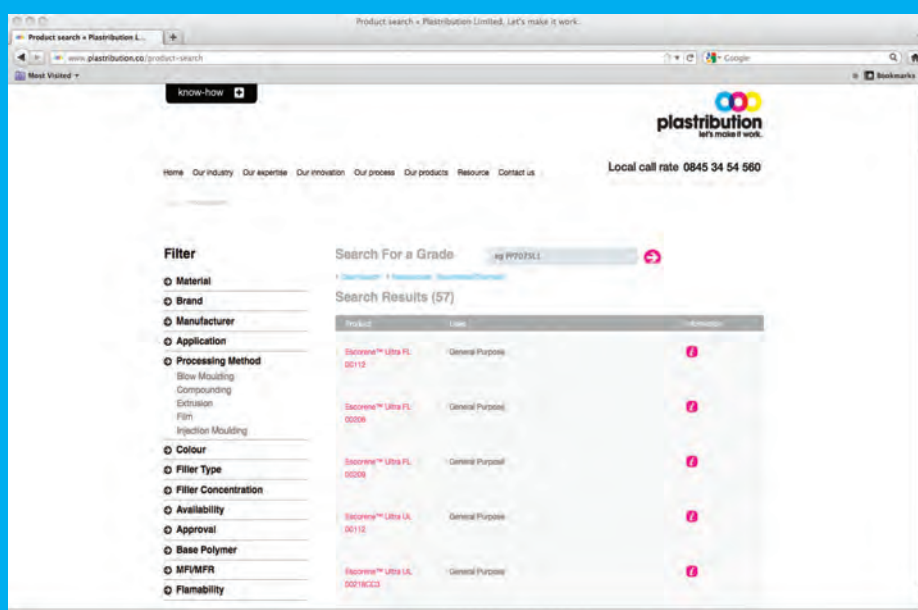 Product search « Plastribution Limited. Let's make it work.
Product search « Plastribution L...
www.plastribution.co/product-search
Google
Most Visited
Bookmarks
know-how
plastribution
let's make it work.
Home Our industry Our expertise Our innovation Our process Our products Resource Contact us
Local call rate 0845 34 54 560
Filter
Search For a Grade
eg PP7075L1
Material
Brand
Search Results (57)
Manufacturer
Product Uses Information
Application
Processing Method
Blow Moulding
Compounding
Extrusion
Film
Injection Moulding
Colour
Filler Type
Filler Concentration
Availability
Approval
Base Polymer
MFI/MFR
Flamability
Escorene™ Ultra FL General Purpose
00112
Escorene™ Ultra FL General Purpose
Escorene™ Ultra FL General Purpose
00209
Escorene™ Ultra UL General Purpose
00112
Escorene™ Ultra UL General Purpose